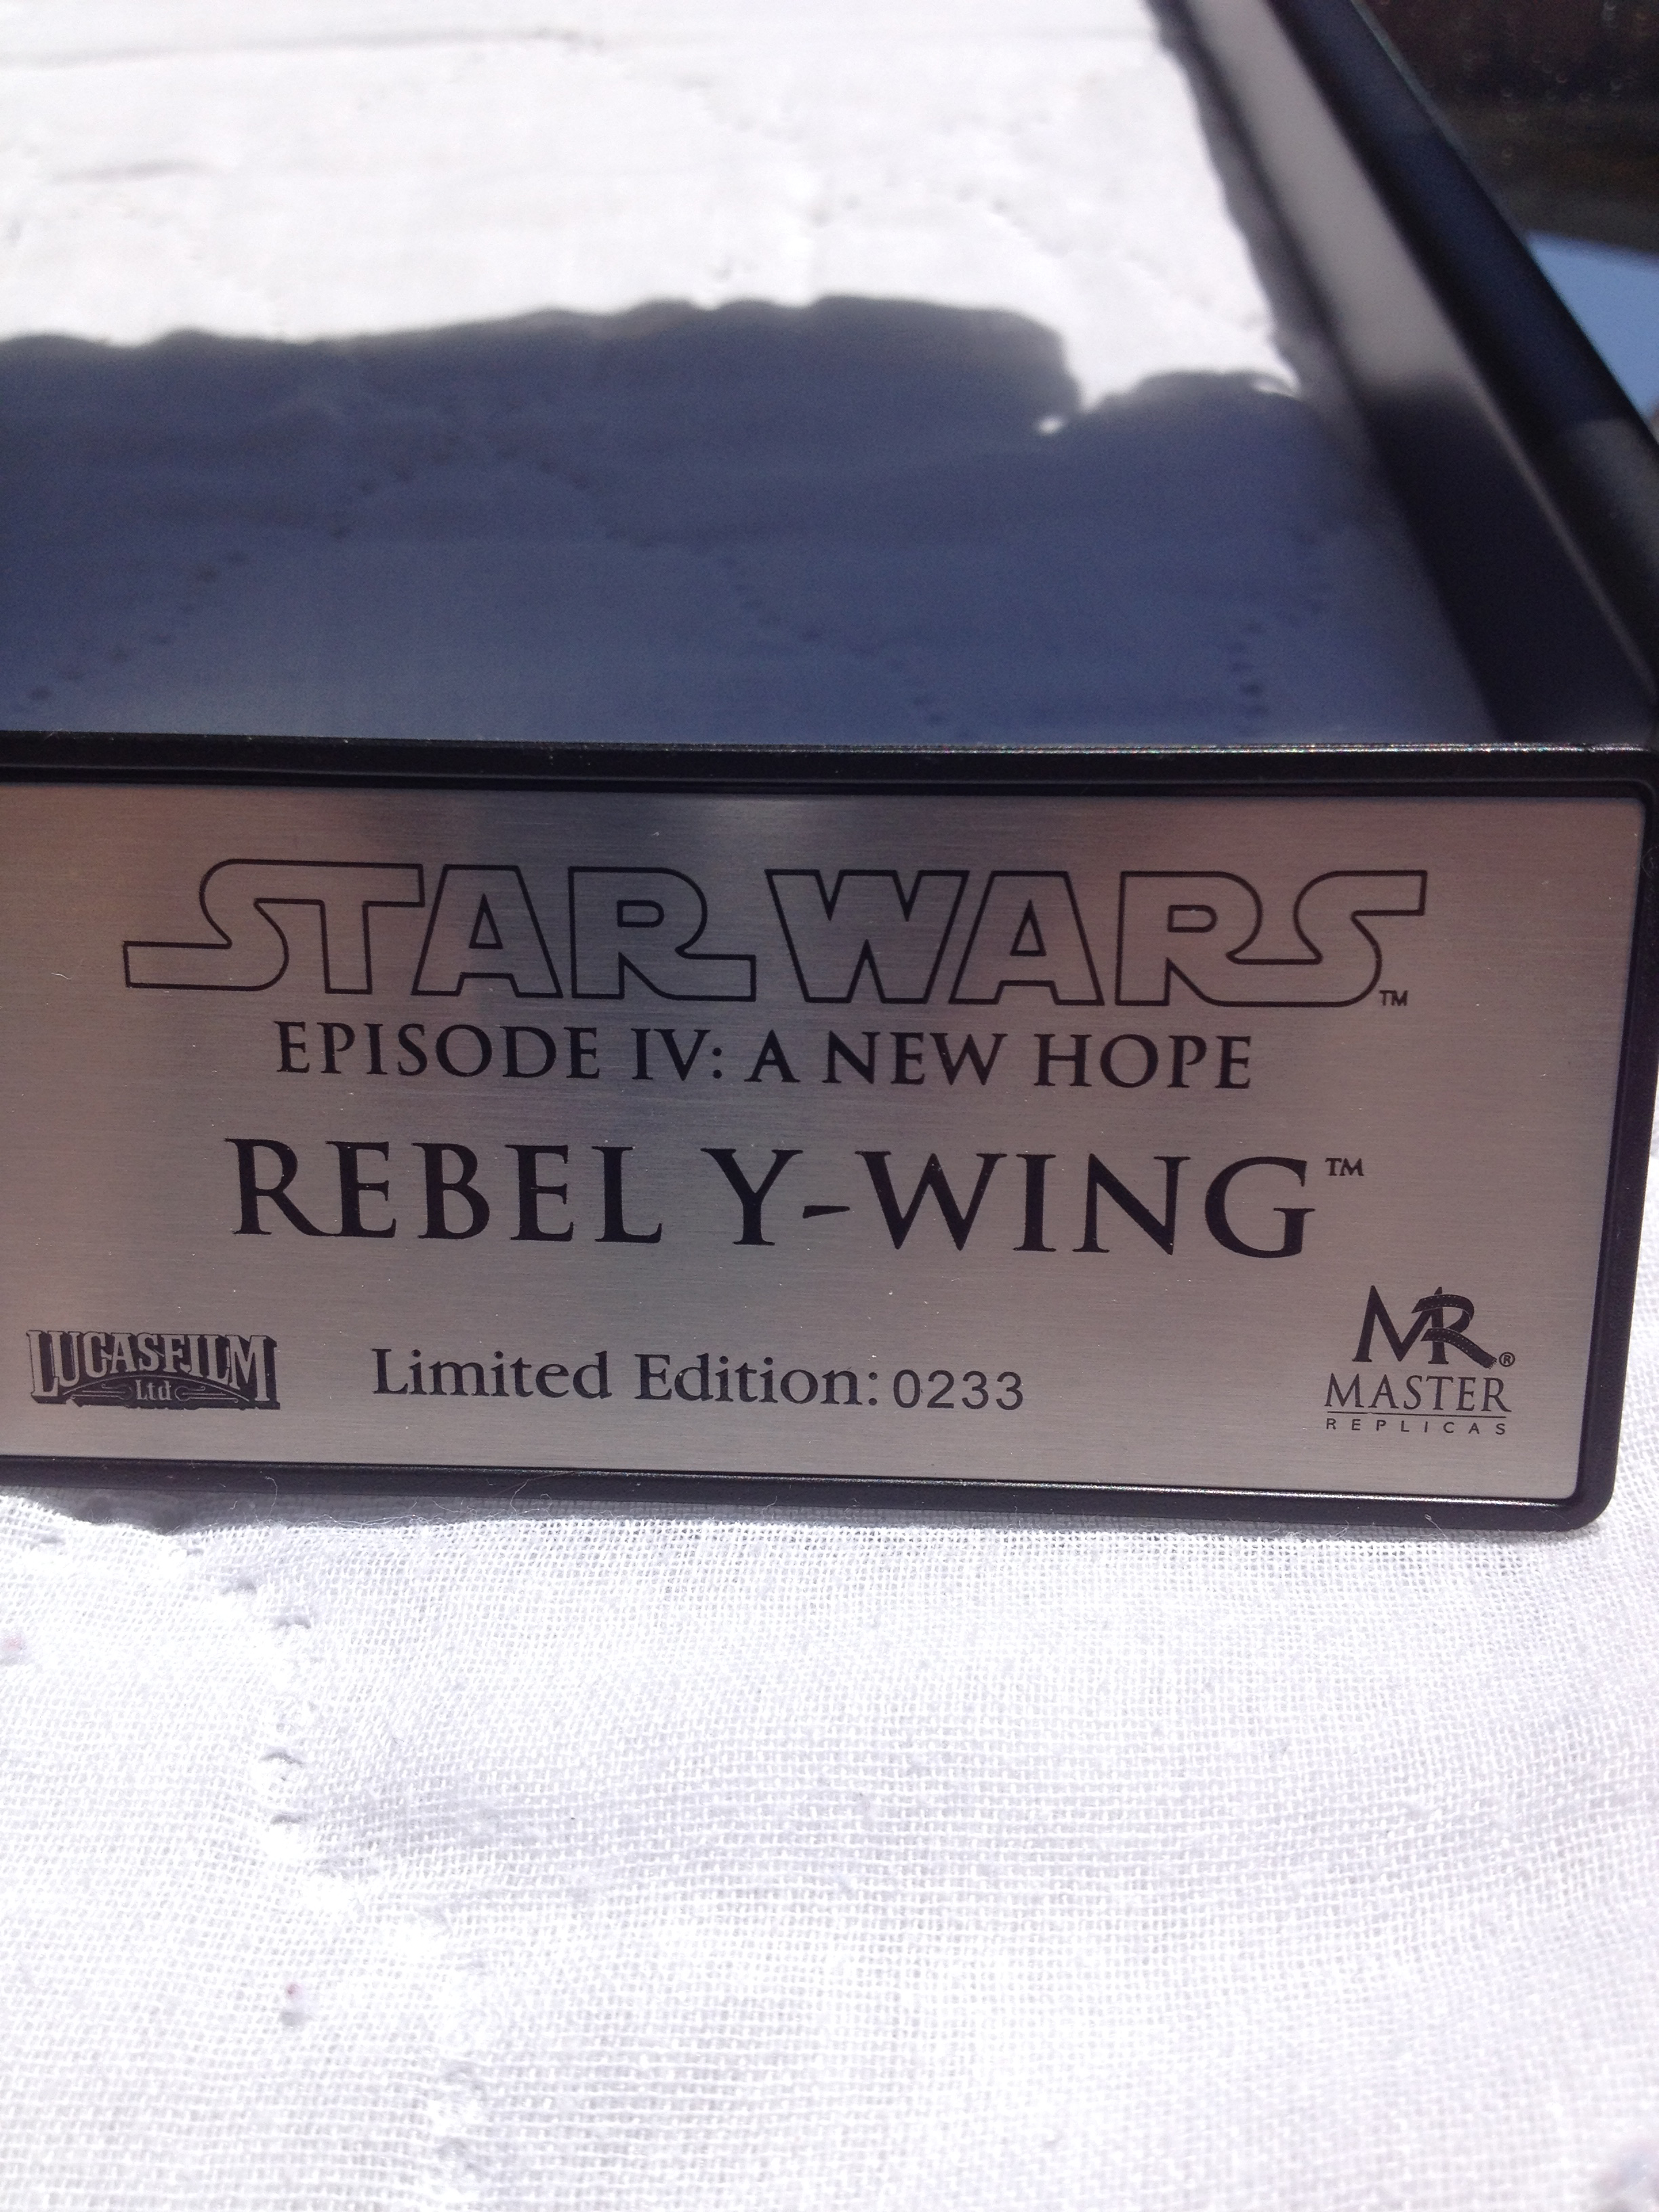 STAR WARS™
EPISODE IV: A NEW HOPE
REBEL Y-WING™
LUCASFILM
Ltd
Limited Edition: 0233
MR®
MASTER
REPLICAS